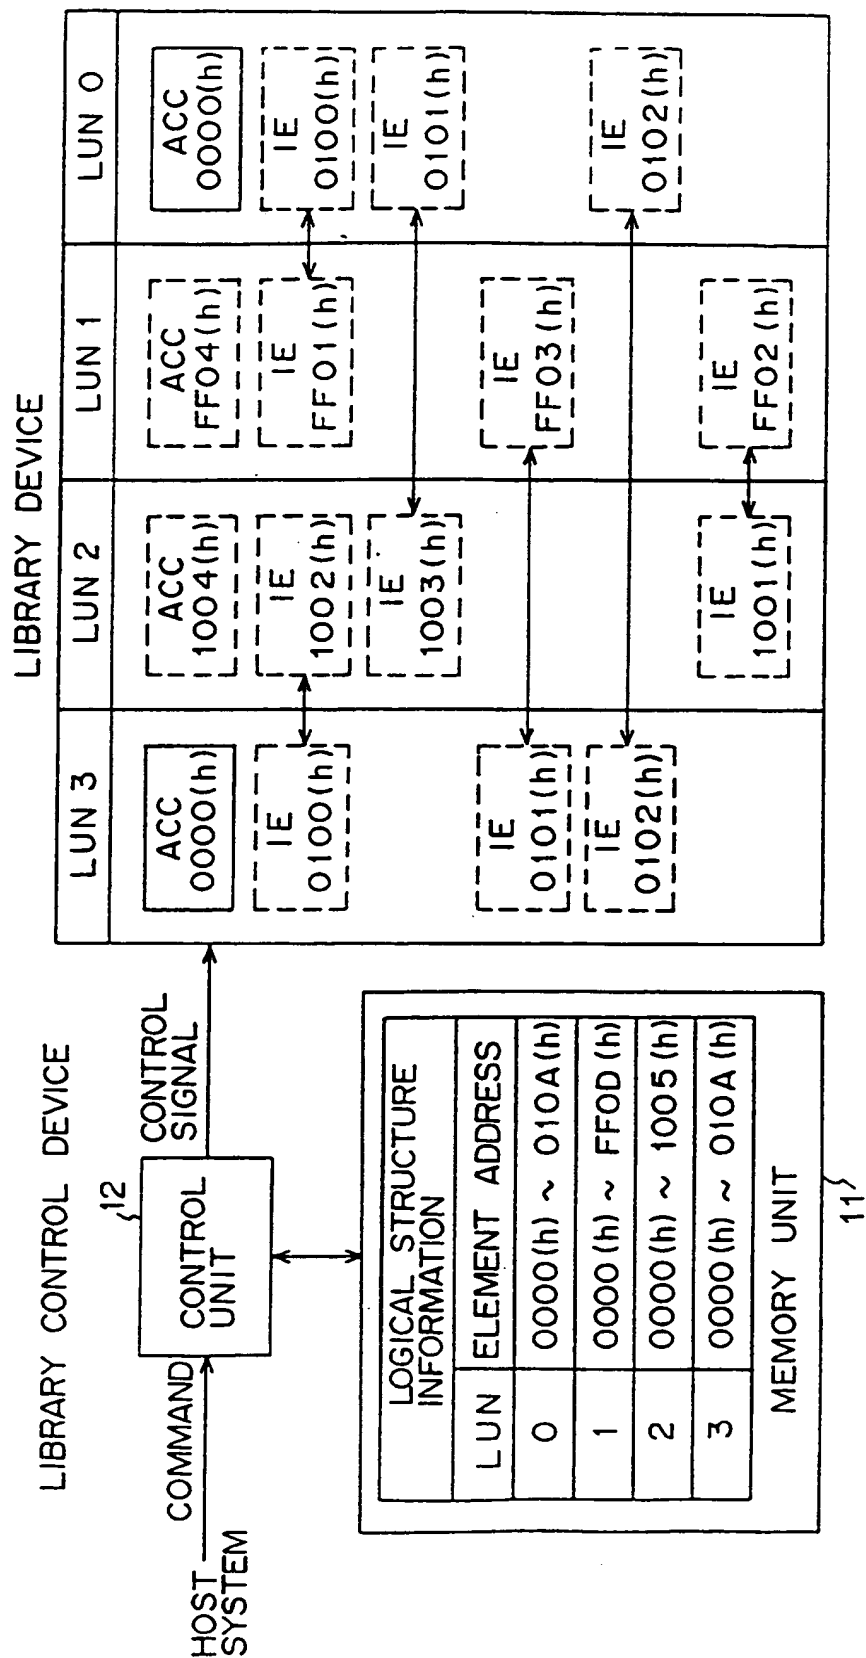 LIBRARY CONTROL DEVICE
HOST
SYSTEM
COMMAND
12
CONTROL
UNIT
CONTROL
SIGNAL
LOGICAL STRUCTURE
INFORMATION
LUN ELEMENT ADDRESS
0 0000(h) ~ 010A(h)
1 0000(h) ~ FF0D(h)
2 0000(h) ~ 1005(h)
3 0000(h) ~ 010A(h)
MEMORY UNIT
11
LIBRARY DEVICE
LUN 3 LUN 2 LUN 1 LUN 0
ACC
0000(h)
ACC
1004(h)
ACC
FF04(h)
ACC
0000(h)
IE
0100(h)
IE
1002(h)
IE
FF01(h)
IE
0100(h)
IE
1003(h)
IE
0101(h)
IE
0101(h)
IE
FF03(h)
IE
0102(h)
IE
0102(h)
IE
1001(h)
IE
FF02(h)